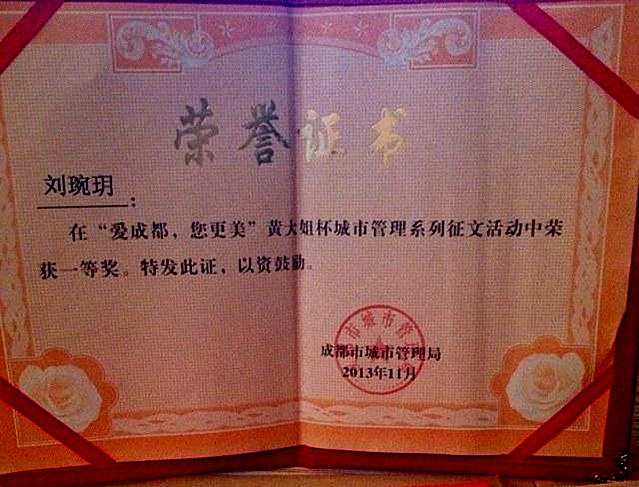 荣誉证书
刘琬玥:
在“爱成都，您更美”黄大姐杯城市管理系列征文活动中荣
获一等奖。特发此证，以资鼓励。
成都市城市管理局
2013年11月